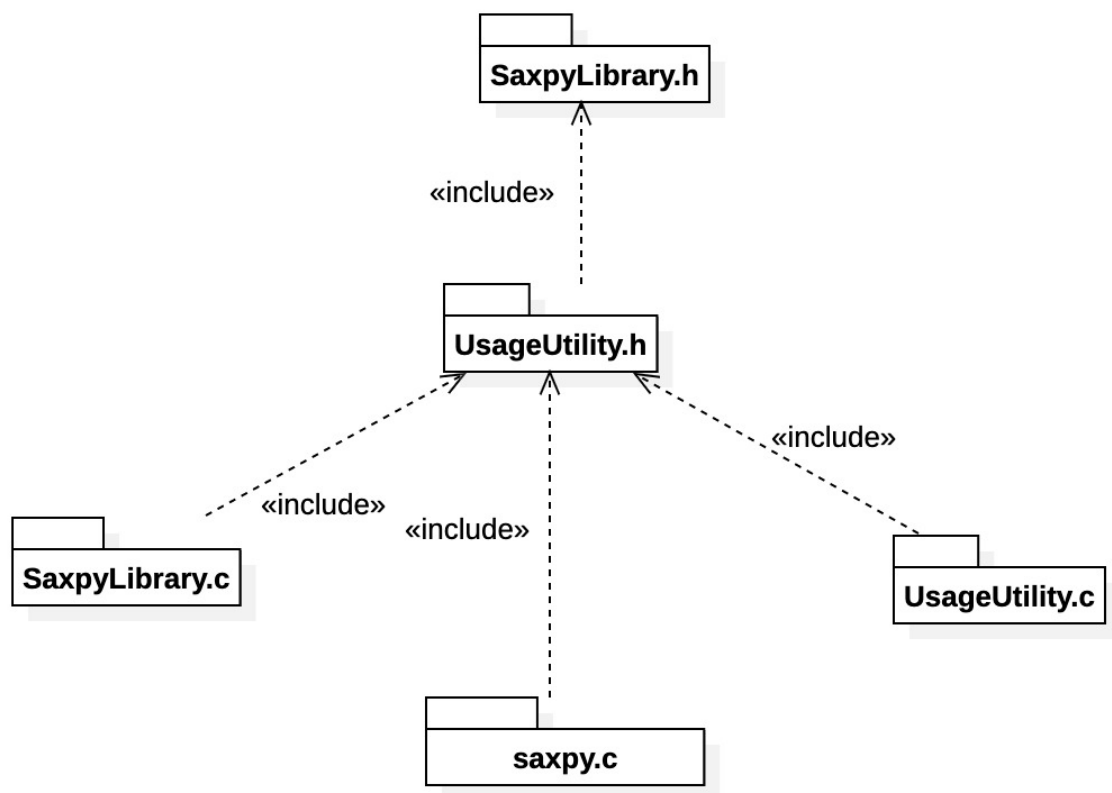 SaxpyLibrary.h
«include»
UsageUtility.h
«include»
«include»
«include»
SaxpyLibrary.c
UsageUtility.c
saxpy.c